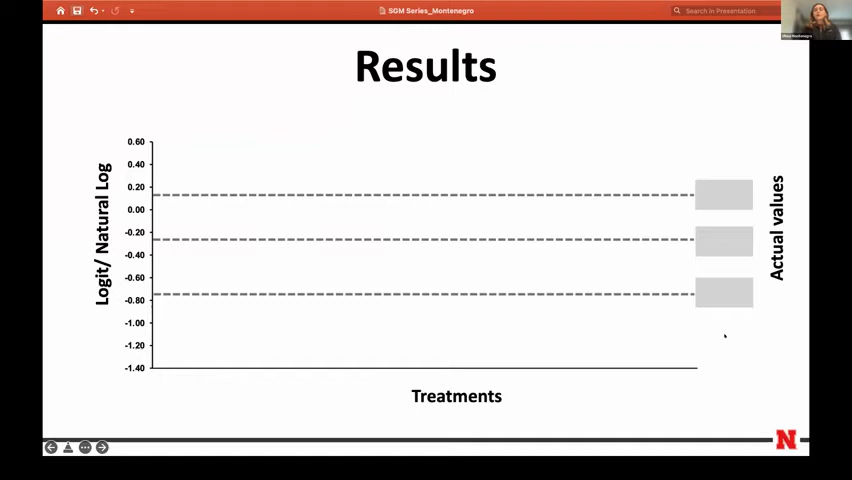 SGM Series_Montenegro
Search in Presentation
Results
Logit/ Natural Log
0.60
0.40
0.20
0.00
-0.20
-0.40
-0.60
-0.80
-1.00
-1.20
-1.40
Actual values
Treatments
N